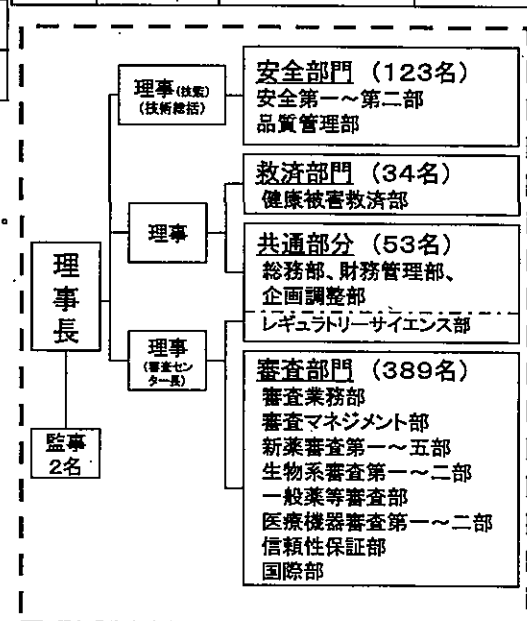 理事長
監事
2名
理事(技監)
(技術総括)
理事
理事
(審査セン
ター長)
安全部門 (123名)
安全第一~第二部
品質管理部
救済部門 (34名)
健康被害救済部
共通部分 (53名)
総務部、財務管理部、
企画調整部
レギュラトリーサイエンス部
審査部門 (389名)
審査業務部
審査マネジメント部
新薬審査第一~五部
生物系審査第一~二部
一般薬等審査部
医療機器審査第一~二部
信頼性保証部
国際部
。